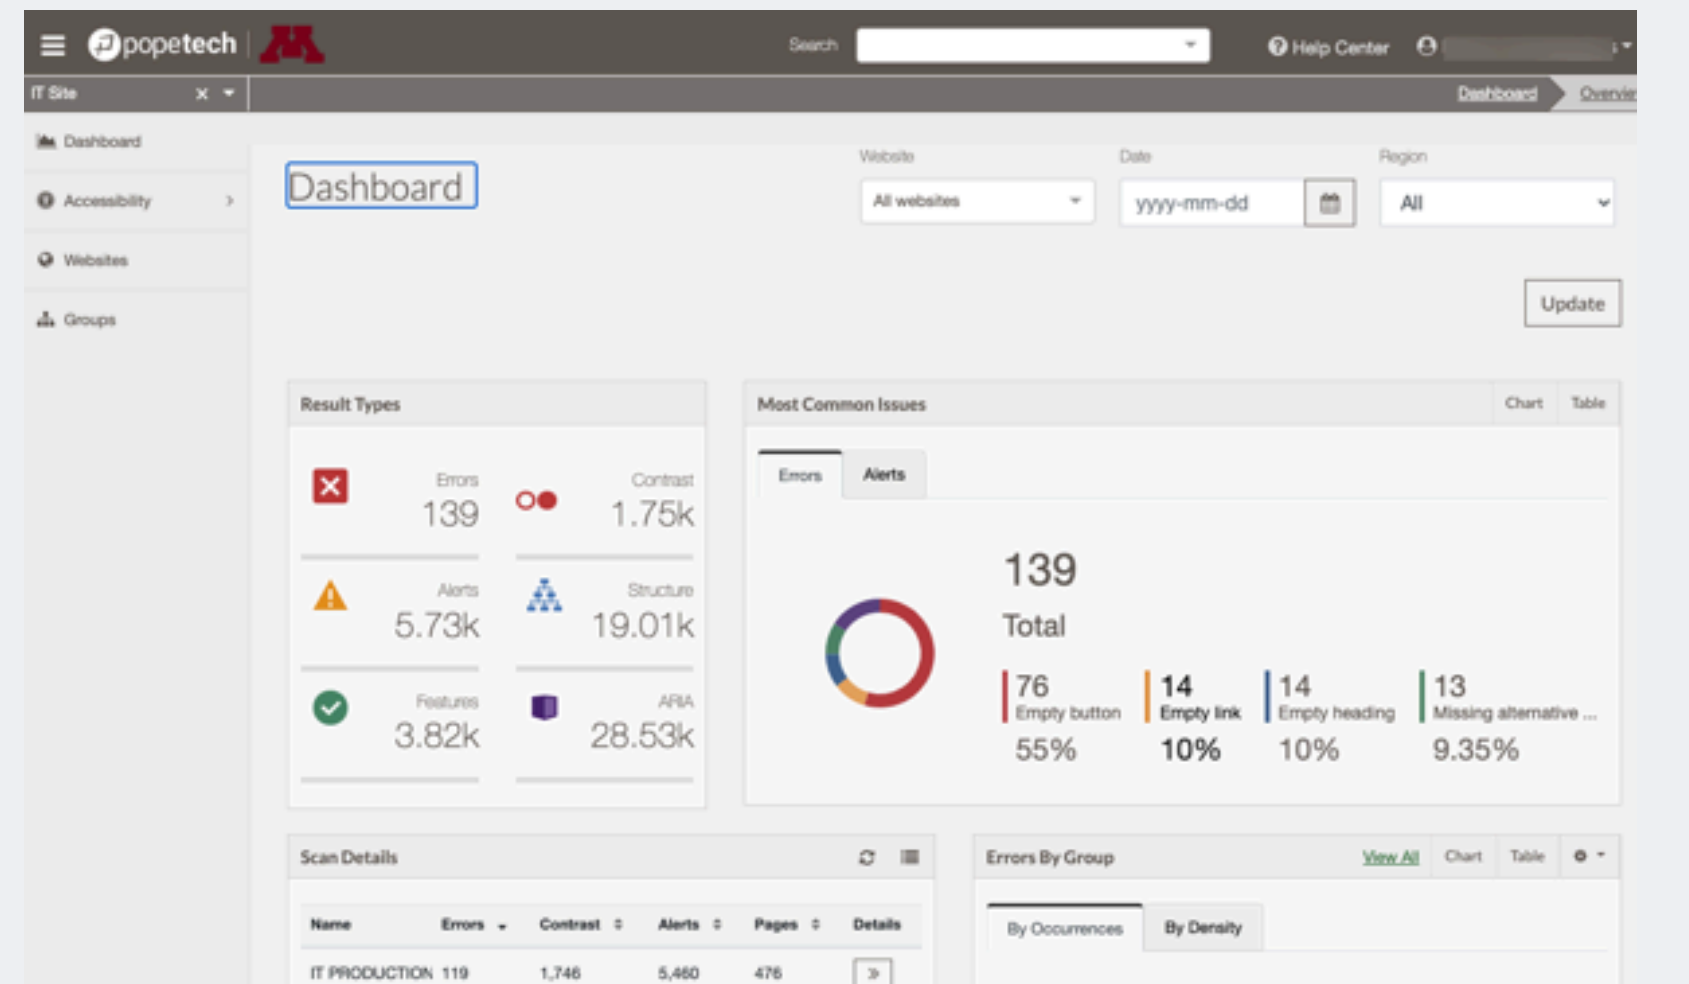 popetech
Search
Help Center
IT Site
Dashboard
Dashboard
Accessibility
Websites
Groups
Dashboard
Website
All websites
Date
yyyy-mm-dd
Region
All
Update
Result Types
Errors
139
Contrast
1.75k
Alerts
5.73k
Structure
19.01k
Features
3.82k
ARIA
28.53k
Most Common Issues
Chart Table
Errors Alerts
139
Total
76
Empty button
55%
14
Empty link
10%
14
Empty heading
10%
13
Missing alternative ...
9.35%
Scan Details
Name Errors Contrast Alerts Pages Details
IT PRODUCTION 119 1,746 5,460 476
Errors By Group
View All Chart Table
By Occurrences By Density